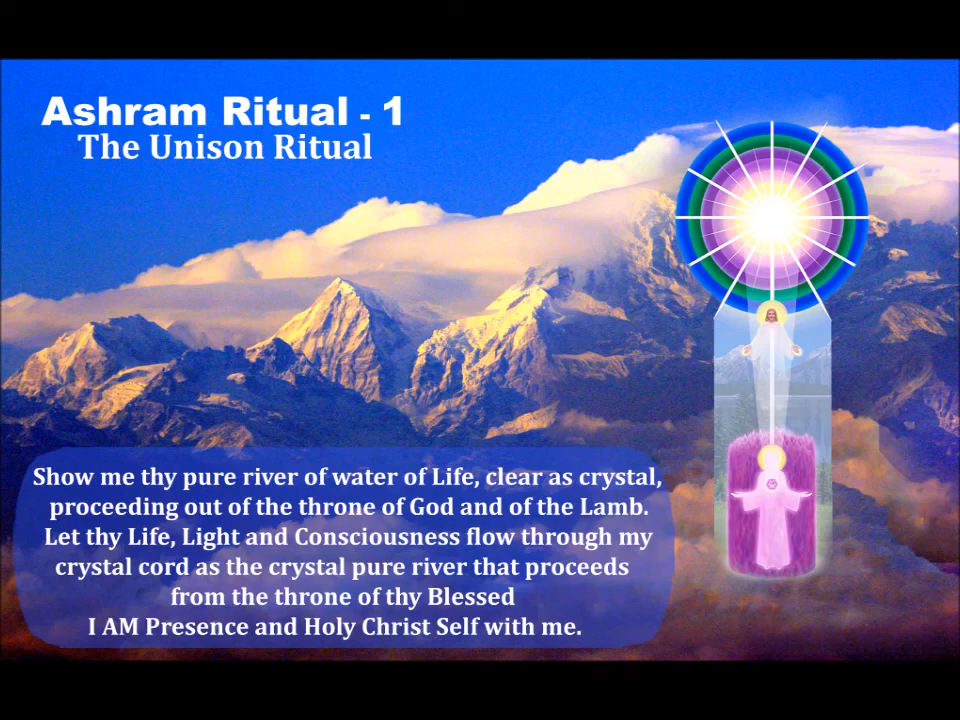 Ashram Ritual - 1
The Unison Ritual
Show me thy pure river of water of Life, clear as crystal,
proceeding out of the throne of God and of the Lamb.
Let thy Life, Light and Consciousness flow through my
crystal cord as the crystal pure river that proceeds
from the throne of thy Blessed
I AM Presence and Holy Christ Self with me.